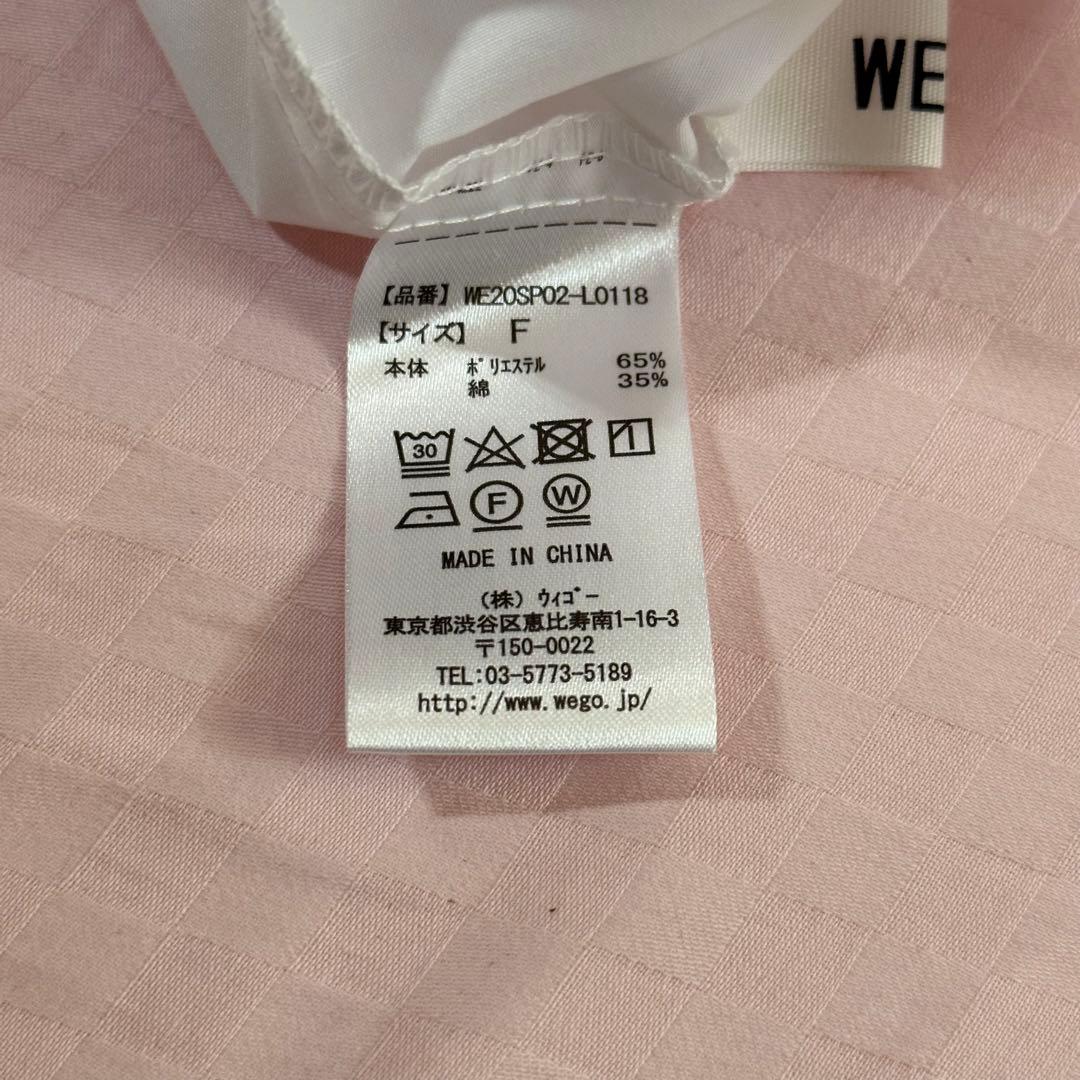 WE
【品番】 WE20SP02-L0118
【サイズ】 F
本体 ポリエステル 65%
綿 35%
30
F W
MADE IN CHINA
(株) ウィゴー
東京都渋谷区恵比寿南1-16-3
〒150-0022
TEL:03-5773-5189
http://www.wego.jp/